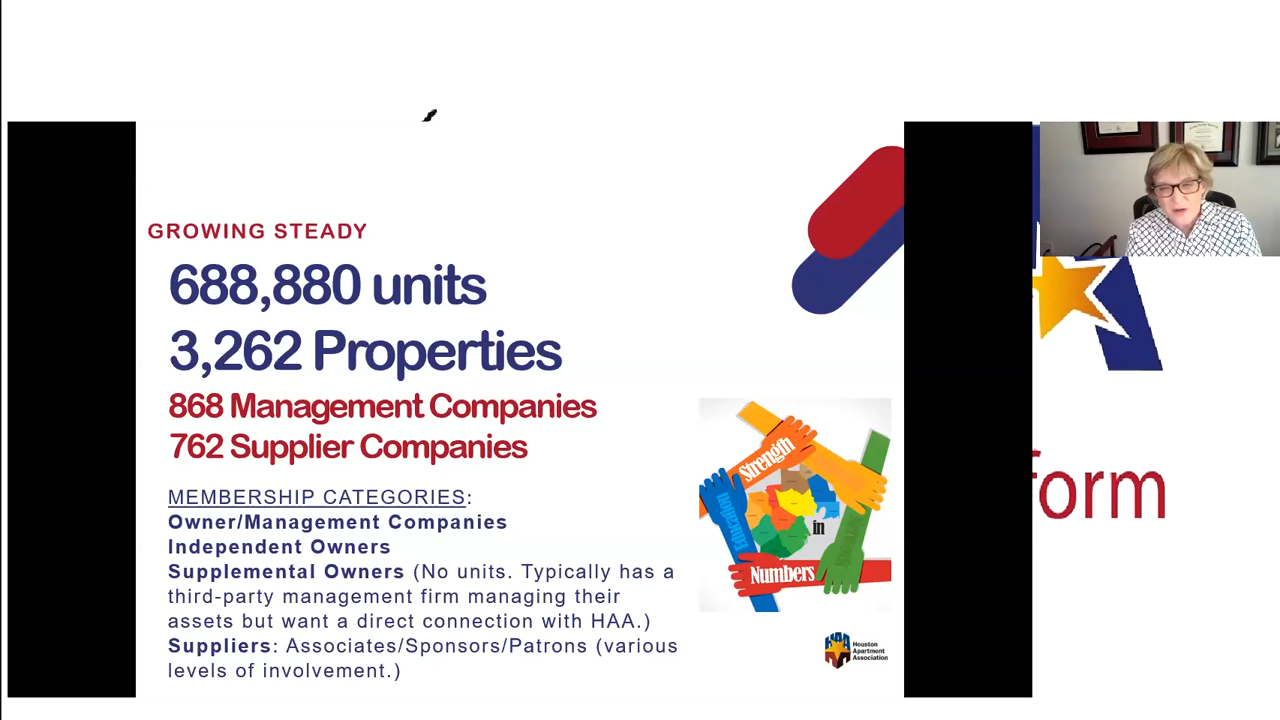 GROWING STEADY
688,880 units
3,262 Properties
868 Management Companies
762 Supplier Companies
MEMBERSHIP CATEGORIES:
Owner/Management Companies
Independent Owners
Supplemental Owners (No units. Typically has a
third-party management firm managing their
assets but want a direct connection with HAA.)
Suppliers: Associates/Sponsors/Patrons (various
levels of involvement.)
Strength
Education
in
Numbers
HAA
Houston
Apartment
Association
form